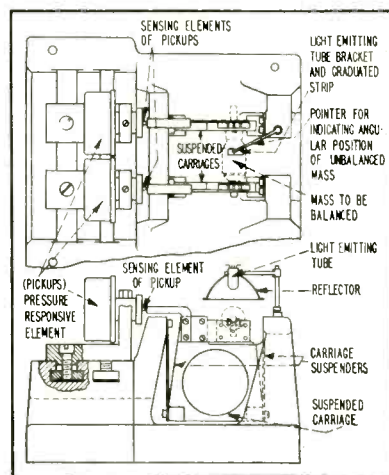 SENSING ELEMENTS
OF PICKUPS
LIGHT EMITTING
TUBE BRACKET
AND GRADUATED
STRIP
POINTER FOR
INDICATING ANGU-
LAR POSITION
OF UNBALANCED
MASS
SUSPENDED
CARRIAGES
MASS TO BE
BALANCED
(PICKUPS)
PRESSURE
RESPONSIVE
ELEMENT
SENSING ELEMENT
OF PICKUP
LIGHT EMITTING
TUBE
REFLECTOR
CARRIAGE
SUSPENDERS
SUSPENDED
CARRIAGE